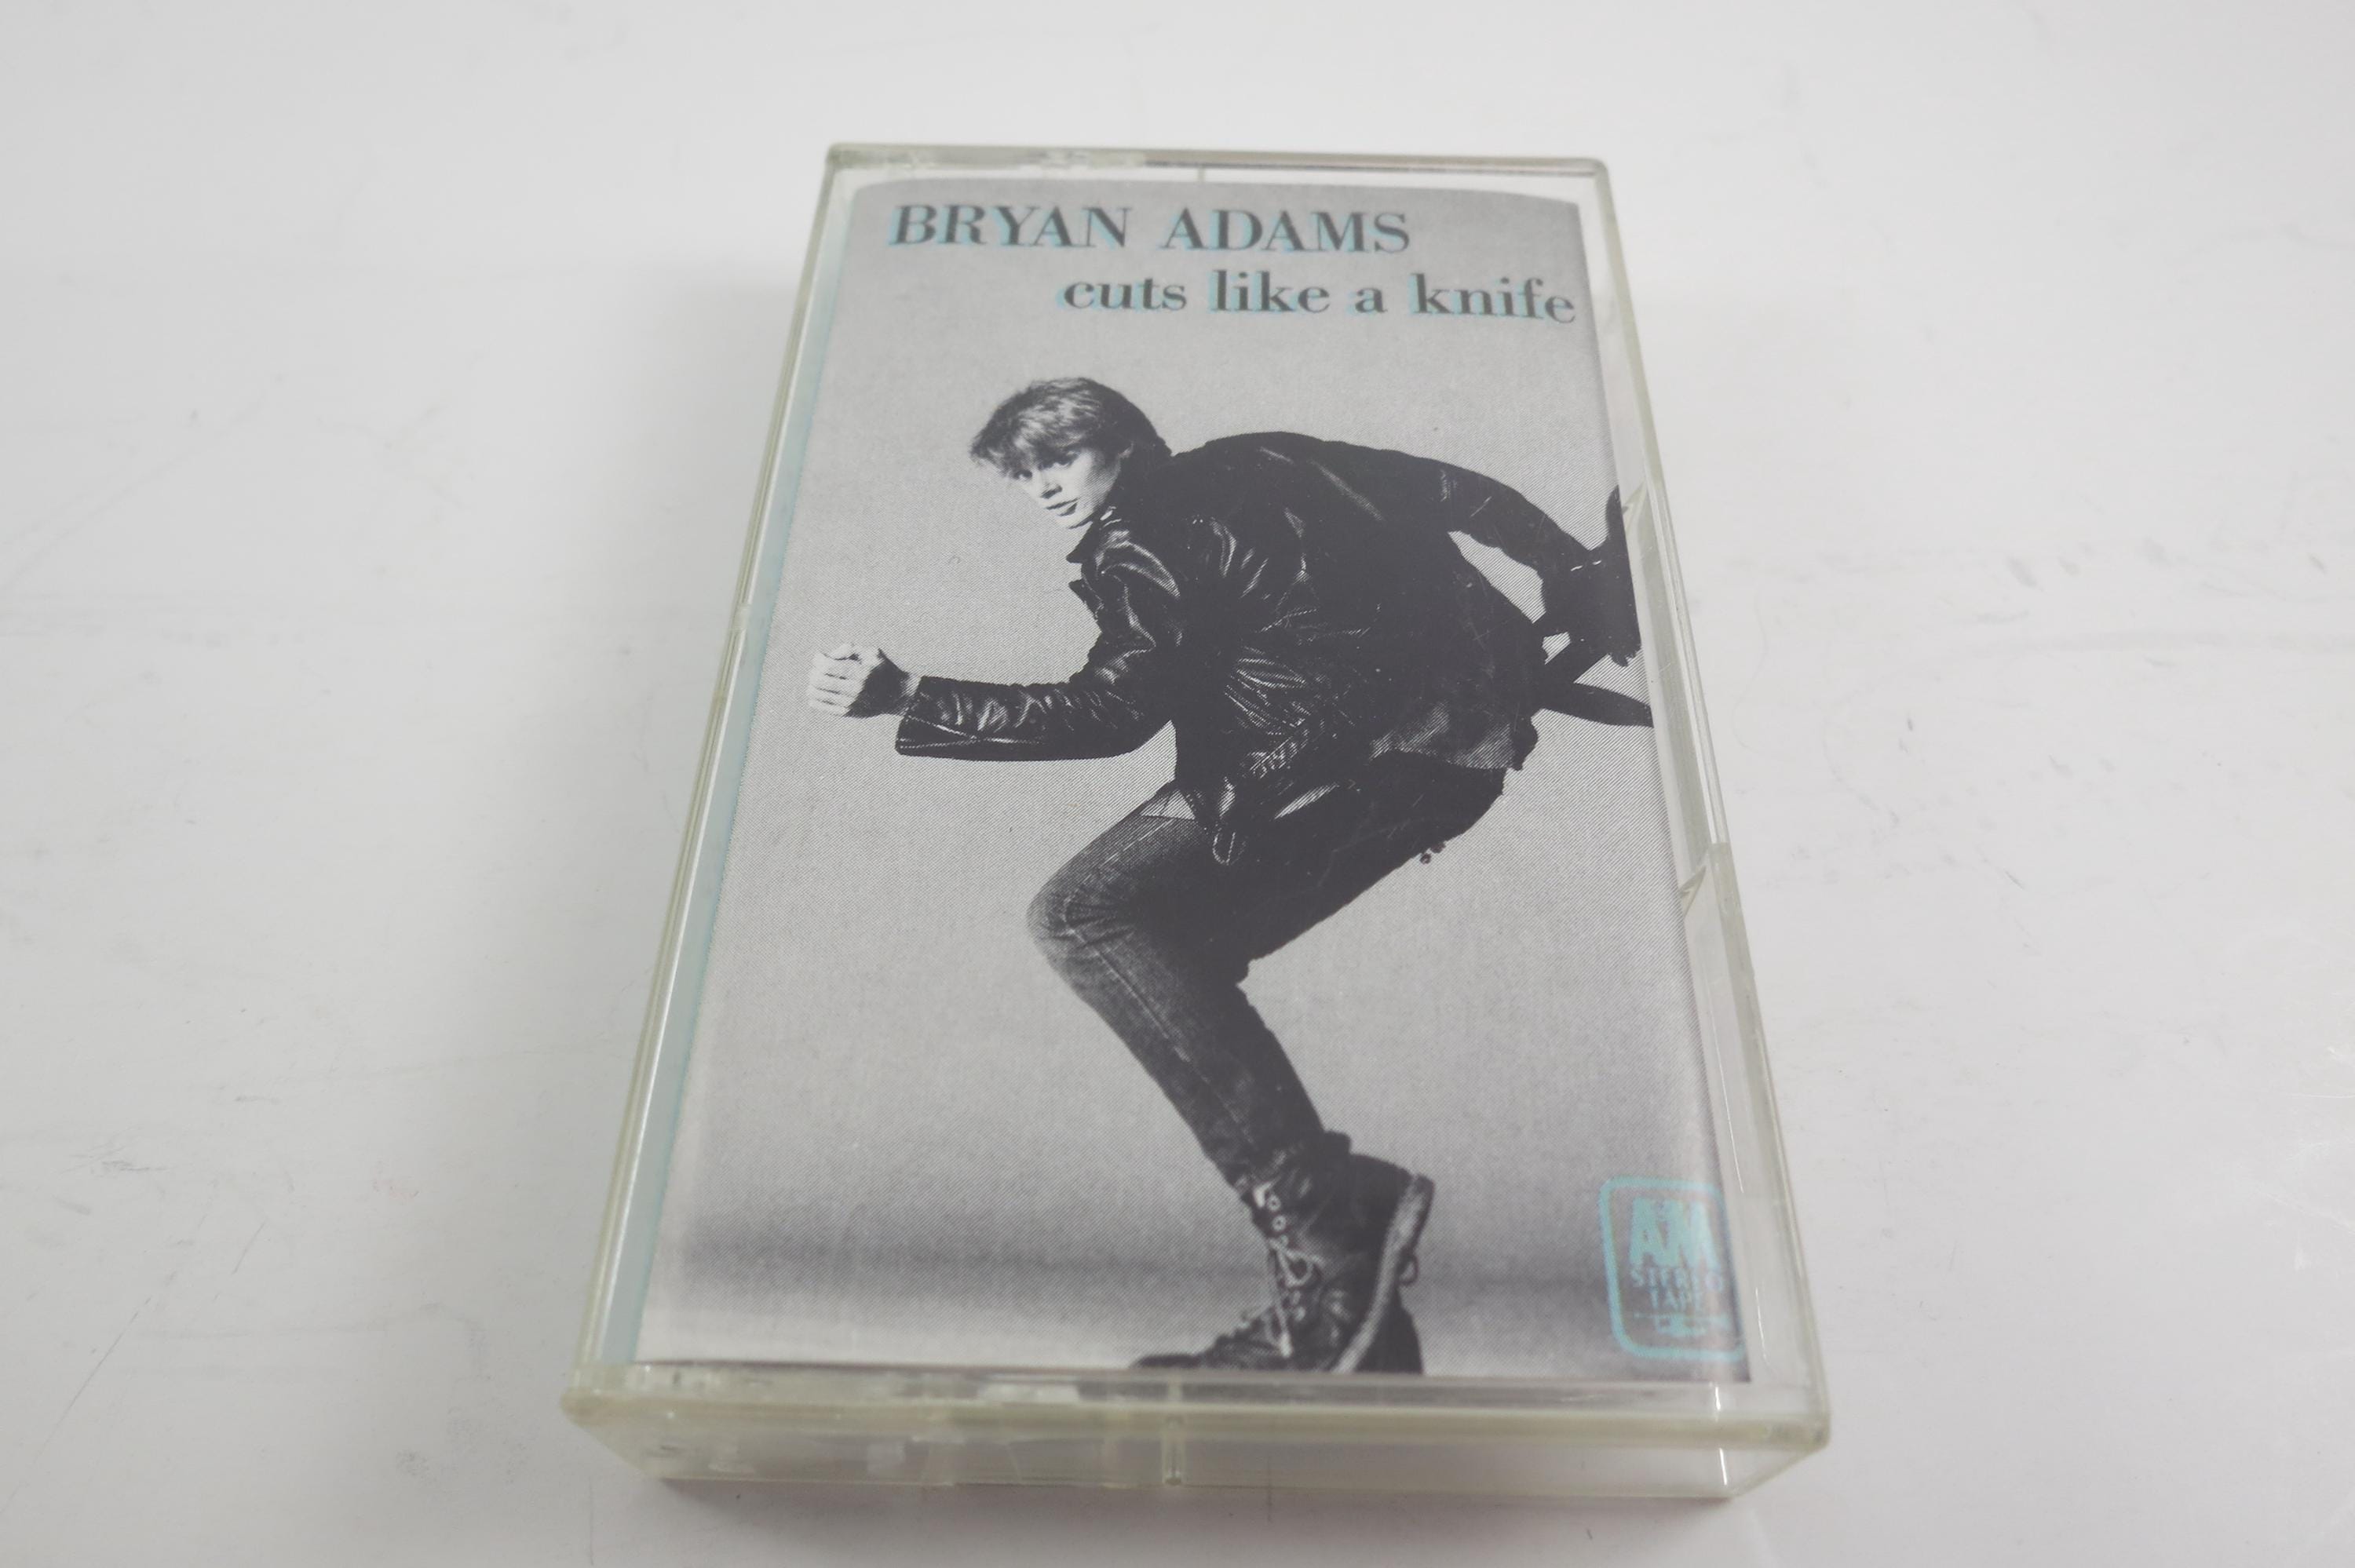 BRYAN ADAMS
cuts like a knife
A&M
STEREO
TAPE